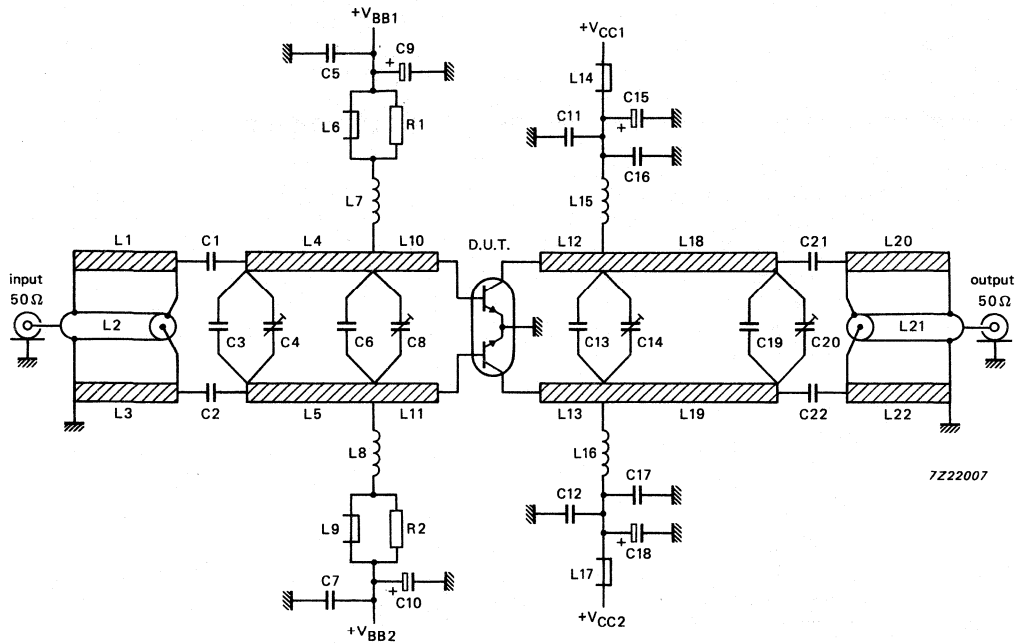 +VBB1
C5
C9
+
L6
R1
L7
+VCC1
L14
C15
+
C11
C16
L15
L1
C1
L4
L10
D.U.T.
L12
L18
C21
L20
input
50Ω
L2
C3
C4
C6
C8
C13
C14
C19
C20
L21
output
50Ω
L3
C2
L5
L11
L13
L19
C22
L22
L8
L16
7Z22007
L9
R2
C12
C17
+
C18
L17
C7
+
C10
+VBB2
+VCC2